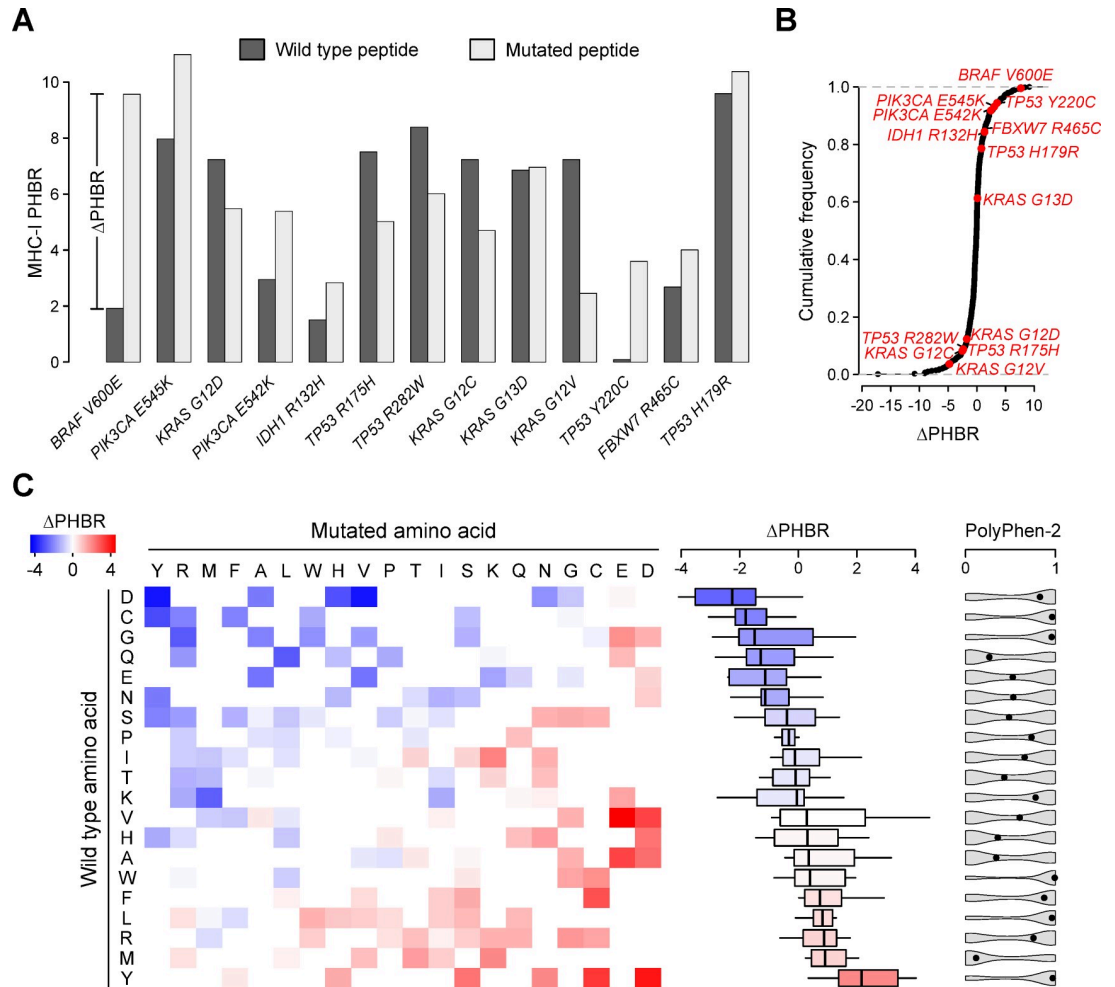 A
Wild type peptide
Mutated peptide
MHC-I PHBR
10
8
6
4
2
0
ΔPHBR
BRAF V600E
PIK3CA E545K
KRAS G12D
PIK3CA E542K
IDH1 R132H
TP53 R175H
TP53 R282W
KRAS G12C
KRAS G13D
KRAS G12V
TP53 Y220C
FBXW7 R465C
TP53 H179R
B
Cumulative frequency
1.0
0.8
0.6
0.4
0.2
0.0
BRAF V600E
PIK3CA E545K
TP53 Y220C
PIK3CA E542K
FBXW7 R465C
IDH1 R132H
TP53 H179R
KRAS G13D
TP53 R282W
KRAS G12D
KRAS G12C
TP53 R175H
KRAS G12V
-20 -15 -10 -5 0 5 10
ΔPHBR
C
ΔPHBR
-4 0 4
Mutated amino acid
Y R M F A L W H V P T I S K Q N G C E D
Wild type amino acid
D
C
G
Q
E
N
S
P
I
T
K
V
H
A
W
F
L
R
M
Y
ΔPHBR
-4 -2 0 2 4
PolyPhen-2
0 1